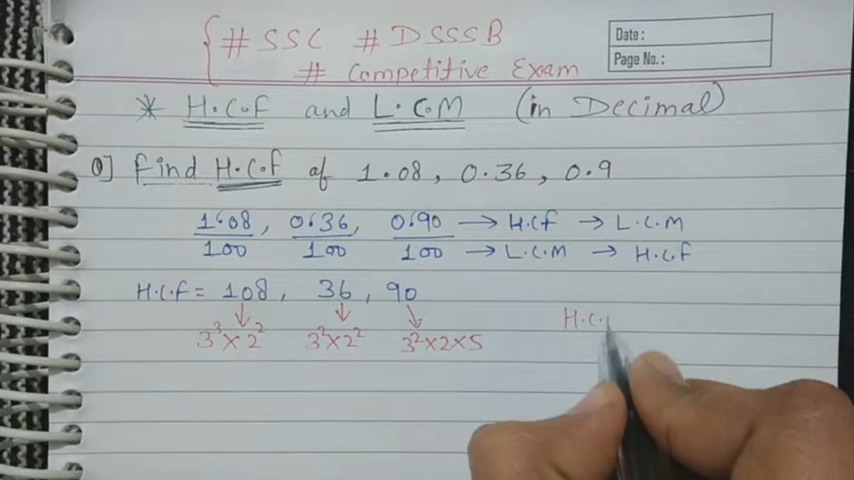 # SSC # DSSSB
# Competitive Exam
Date:
Page No.:
* H.C.F and L.C.M (in Decimal)
Q] Find H.C.F of 1.08, 0.36, 0.9
1.08, 0.36, 0.90 → H.C.F → L.C.M
100 100 100 → L.C.M → H.C.F
H.C.F = 108, 36, 90
↓ ↓ ↓
3³×2² 3²×2² 3²×2×5
H.C.